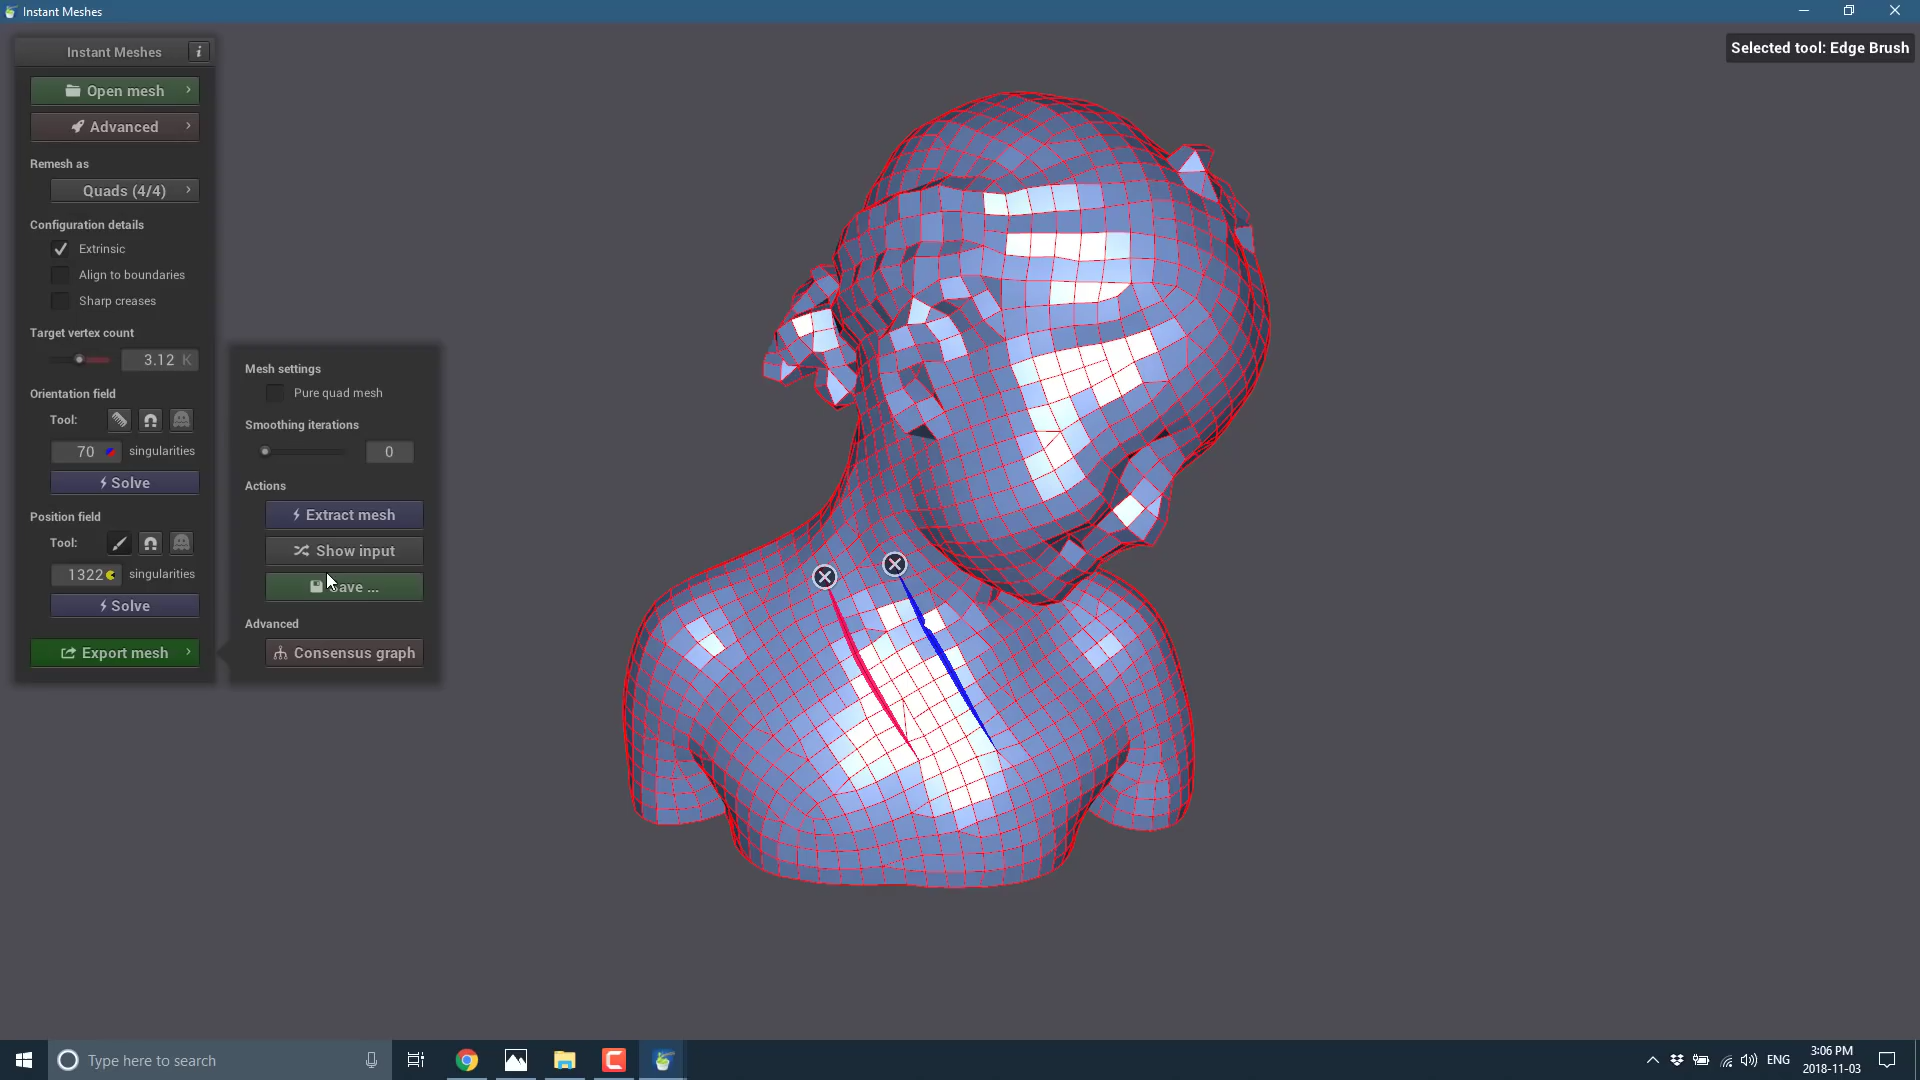 Instant Meshes
Selected tool: Edge Brush
Instant Meshes
i
Open mesh
Advanced
Remesh as
Quads (4/4)
Configuration details
Extrinsic
Align to boundaries
Sharp creases
Target vertex count
3.12 K
Orientation field
Tool:
70 singularities
Solve
Position field
Tool:
1322 singularities
Solve
Export mesh
Mesh settings
Pure quad mesh
Smoothing iterations
0
Actions
Extract mesh
Show input
Save ...
Advanced
Consensus graph
Type here to search
ENG
3:06 PM
2018-11-03